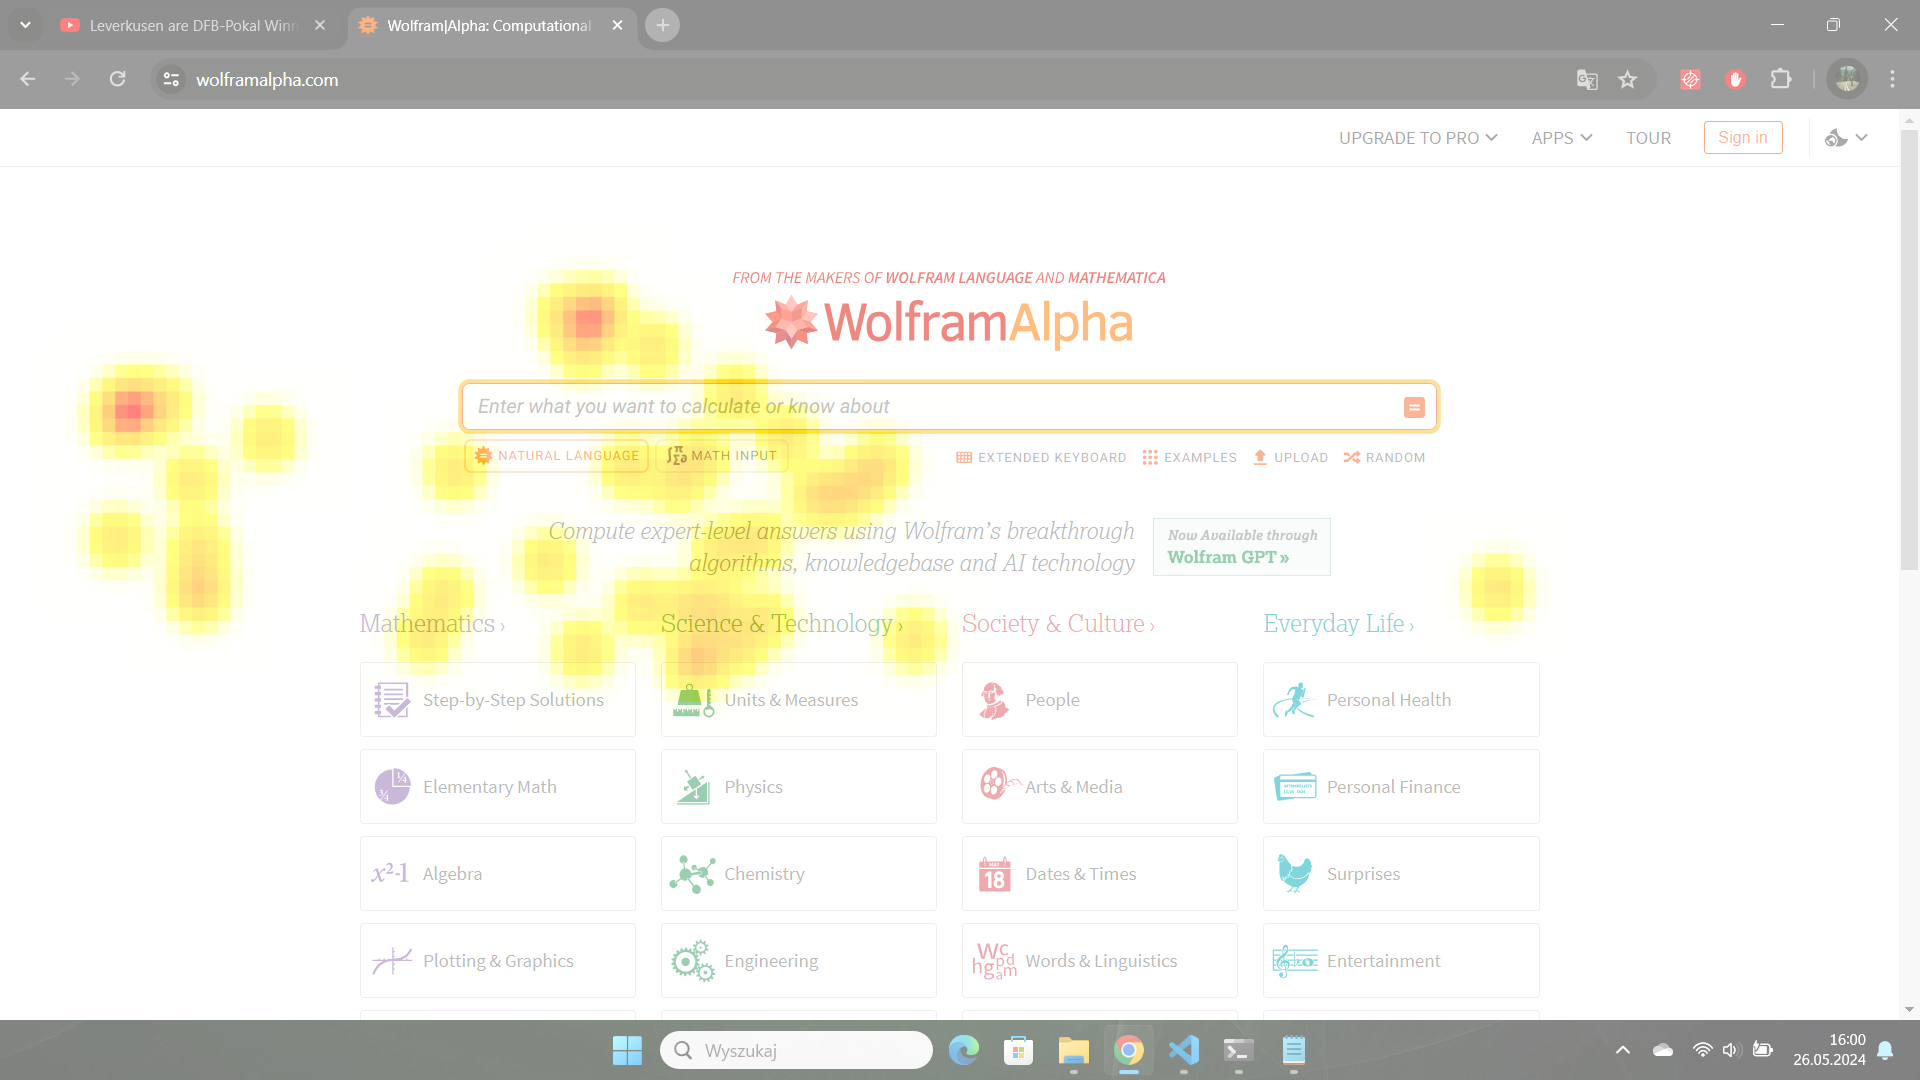 Leverkusen are DFB-Pokal Winn
Wolfram|Alpha: Computational
wolframalpha.com
UPGRADE TO PRO
APPS
TOUR
Sign in
FROM THE MAKERS OF WOLFRAM LANGUAGE AND MATHEMATICA
WolframAlpha
Enter what you want to calculate or know about
NATURAL LANGUAGE
MATH INPUT
EXTENDED KEYBOARD
EXAMPLES
UPLOAD
RANDOM
Compute expert-level answers using Wolfram’s breakthrough
algorithms, knowledgebase and AI technology
Now Available through
Wolfram GPT »
Mathematics ›
Science & Technology ›
Society & Culture ›
Everyday Life ›
Step-by-Step Solutions
Units & Measures
People
Personal Health
Elementary Math
Physics
Arts & Media
Personal Finance
x²-1
Algebra
Chemistry
18
Dates & Times
Surprises
Plotting & Graphics
Engineering
Words & Linguistics
Entertainment
Wyszukaj
16:00
26.05.2024